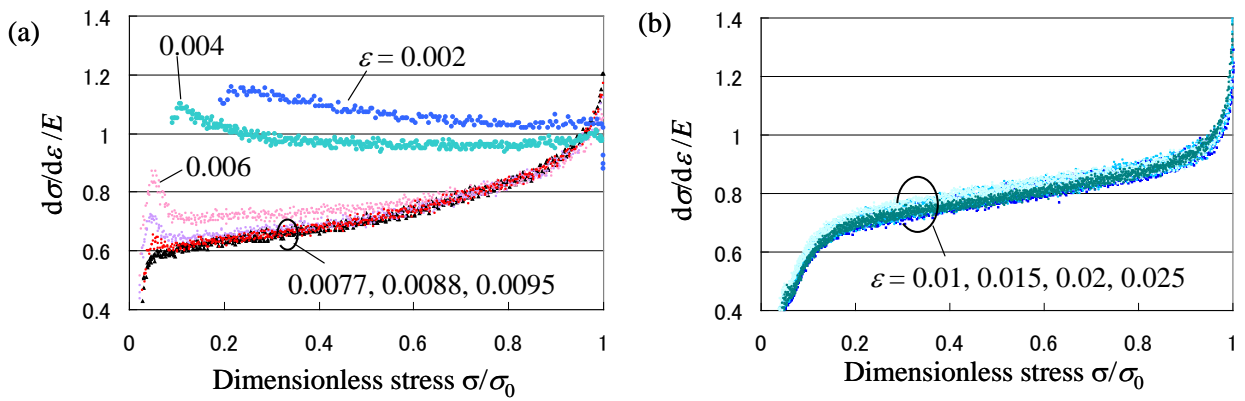 (a)
dσ/dε/E
1.4
1.2
1
0.8
0.6
0.4
0.004
ε = 0.002
0.006
0.0077, 0.0088, 0.0095
0 0.2 0.4 0.6 0.8 1
Dimensionless stress σ/σ0
(b)
dσ/dε/E
1.4
1.2
1
0.8
0.6
0.4
ε = 0.01, 0.015, 0.02, 0.025
0 0.2 0.4 0.6 0.8 1
Dimensionless stress σ/σ0